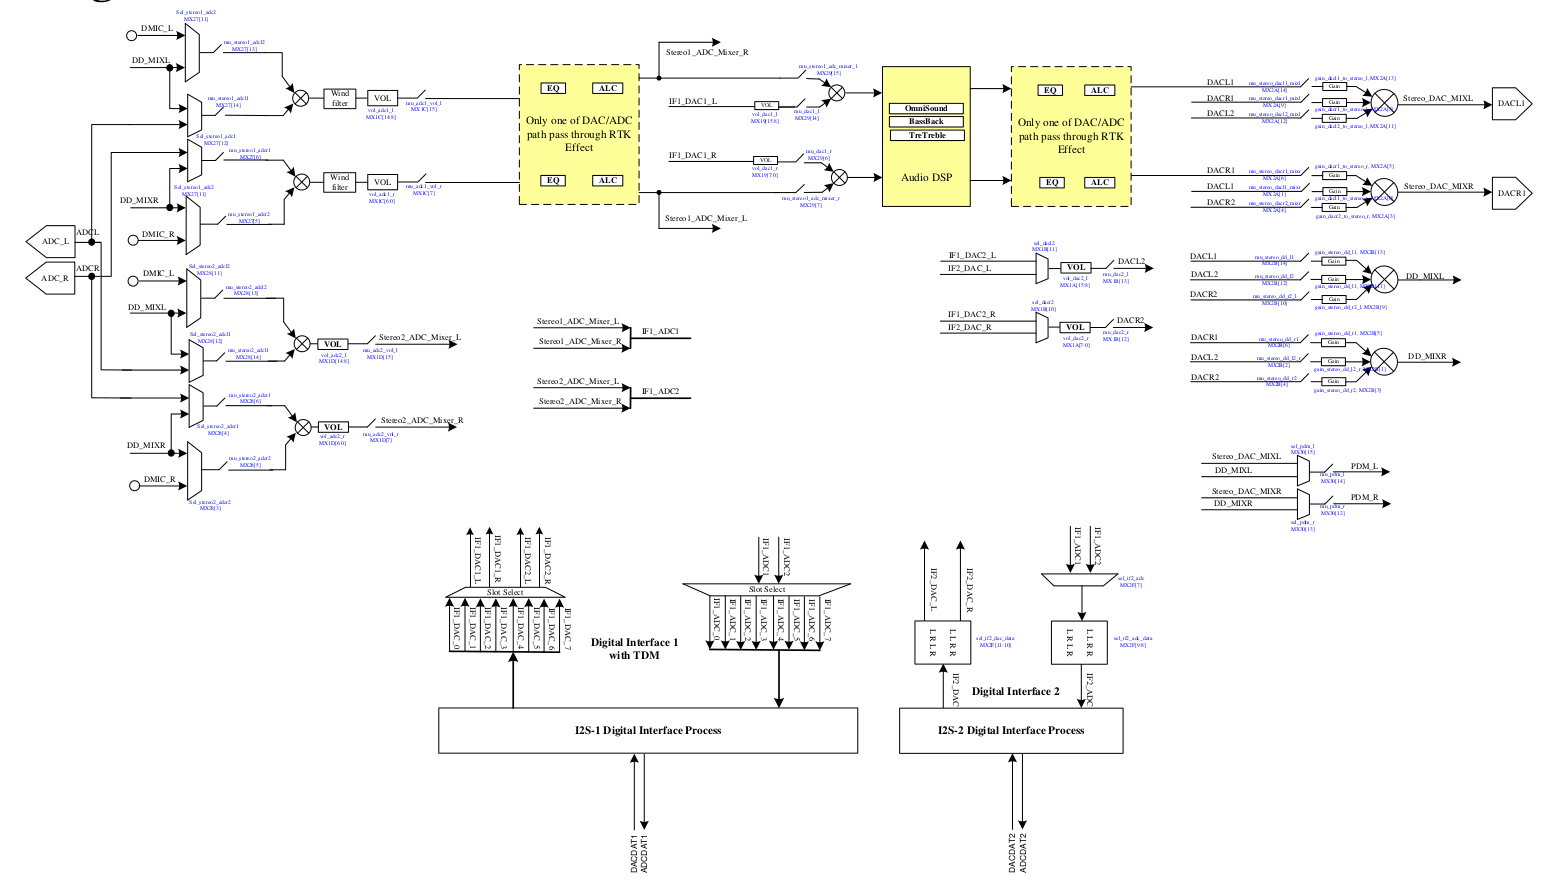 Sel_stereo1_adcl2
MX27[11]
DMIC_L
mu_stereo1_adcl2
MX27[13]
DD_MIXL
mu_stereo1_adcl1
MX27[14]
Sel_stereo1_adcl1
MX27[12]
mu_stereo1_adcr1
MX27[6]
Sel_stereo1_adcl2
MX27[11]
DD_MIXR
mu_stereo1_adcr2
MX27[5]
DMIC_R
ADCL
ADC_L
ADCR
ADC_R
Wind
filter
VOL
vol_adc1_l
MX1C[14:8]
mu_adc1_vol_l
MX1C[15]
Wind
filter
VOL
vol_adc1_r
MX1C[6:0]
mu_adc1_vol_r
MX1C[7]
EQ
ALC
Only one of DAC/ADC
path pass through RTK
Effect
EQ
ALC
Stereo1_ADC_Mixer_R
mu_stereo1_adc_mixer_l
MX29[15]
IF1_DAC1_L
VOL
vol_dac1_l
MX19[15:8]
mu_dac1_l
MX29[14]
IF1_DAC1_R
VOL
vol_dac1_r
MX19[7:0]
mu_dac1_r
MX29[6]
mu_stereo1_adc_mixer_r
MX29[7]
Stereo1_ADC_Mixer_L
OmniSound
BassBack
TreTreble
Audio DSP
EQ
ALC
Only one of DAC/ADC
path pass through RTK
Effect
EQ
ALC
DACL1
mu_stereo_dacl1_mixl
MX2A[14]
gain_dacl1_to_stereo_l, MX2A[13]
Gain
DACR1
mu_stereo_dacr1_mixl
MX2A[9]
Gain
DACL2
mu_stereo_dacl2_mixl
MX2A[12]
Gain
gain_dacl2_to_stereo_l, MX2A[11]
Stereo_DAC_MIXL
DACL1
DACR1
mu_stereo_dacr1_mixr
MX2A[6]
gain_dacr1_to_stereo_r, MX2A[5]
Gain
DACL1
mu_stereo_dacl1_mixr
MX2A[1]
Gain
DACR2
mu_stereo_dacr2_mixr
MX2A[4]
Gain
gain_dacr2_to_stereo_r, MX2A[3]
Stereo_DAC_MIXR
DACR1
DMIC_L
Sel_stereo2_adcl2
MX28[11]
mu_stereo2_adcl2
MX28[13]
DD_MIXL
Sel_stereo2_adcl1
MX28[12]
mu_stereo2_adcl1
MX28[14]
VOL
vol_adc2_l
MX1D[14:8]
mu_adc2_vol_l
MX1D[15]
Stereo2_ADC_Mixer_L
mu_stereo2_adcr1
MX28[6]
Sel_stereo2_adcr1
MX28[4]
DD_MIXR
mu_stereo2_adcr2
MX28[5]
DMIC_R
Sel_stereo2_adcr2
MX28[3]
VOL
vol_adc2_r
MX1D[6:0]
mu_adc2_vol_r
MX1D[7]
Stereo2_ADC_Mixer_R
Stereo1_ADC_Mixer_L
IF1_ADC1
Stereo1_ADC_Mixer_R
Stereo2_ADC_Mixer_L
IF1_ADC2
Stereo2_ADC_Mixer_R
IF1_DAC2_L
IF2_DAC_L
sel_dacl2
MX1B[11]
VOL
vol_dac2_l
MX1A[15:8]
DACL2
mu_dac2_l
MX1B[13]
IF1_DAC2_R
IF2_DAC_R
sel_dacr2
MX1B[10]
VOL
vol_dac2_r
MX1A[7:0]
DACR2
mu_dac2_r
MX1B[12]
DACL1
mu_stereo_dd_l1
MX2B[14]
gain_stereo_dd_l1, MX2B[13]
Gain
DACL2
mu_stereo_dd_l2
MX2B[12]
Gain
DACR2
mu_stereo_dd_r2_l
MX2B[10]
Gain
gain_stereo_dd_r2_l, MX2B[9]
DD_MIXL
DACR1
mu_stereo_dd_r1
MX2B[6]
gain_stereo_dd_r1, MX2B[5]
Gain
DACL2
mu_stereo_dd_l2_r
MX2B[2]
Gain
DACR2
mu_stereo_dd_r2
MX2B[4]
Gain
gain_stereo_dd_r2, MX2B[3]
DD_MIXR
sel_pdm_l
MX30[15]
Stereo_DAC_MIXL
DD_MIXL
mu_pdm_l
MX30[14]
PDM_L
Stereo_DAC_MIXR
DD_MIXR
mu_pdm_r
MX30[12]
PDM_R
sel_pdm_r
MX30[13]
IF1_DAC1_L
IF1_DAC1_R
IF1_DAC2_L
IF1_DAC2_R
Slot Select
IF1_DAC_0
IF1_DAC_1
IF1_DAC_2
IF1_DAC_3
IF1_DAC_4
IF1_DAC_5
IF1_DAC_6
IF1_DAC_7
Digital Interface 1
with TDM
IF1_ADC1
IF1_ADC2
Slot Select
IF1_ADC_0
IF1_ADC_1
IF1_ADC_2
IF1_ADC_3
IF1_ADC_4
IF1_ADC_5
IF1_ADC_6
IF1_ADC_7
I2S-1 Digital Interface Process
DACDAT1
ADCDAT1
IF2_DAC_L
IF2_DAC_R
L R L R
L L R R
sel_if2_dac_data
MX2F[11:10]
IF2_DAC
Digital Interface 2
IF1_ADC1
IF1_ADC2
sel_if2_adc
MX2F[7]
L R L R
L L R R
sel_if2_adc_data
MX2F[9:8]
IF2_ADC
I2S-2 Digital Interface Process
DACDAT2
ADCDAT2